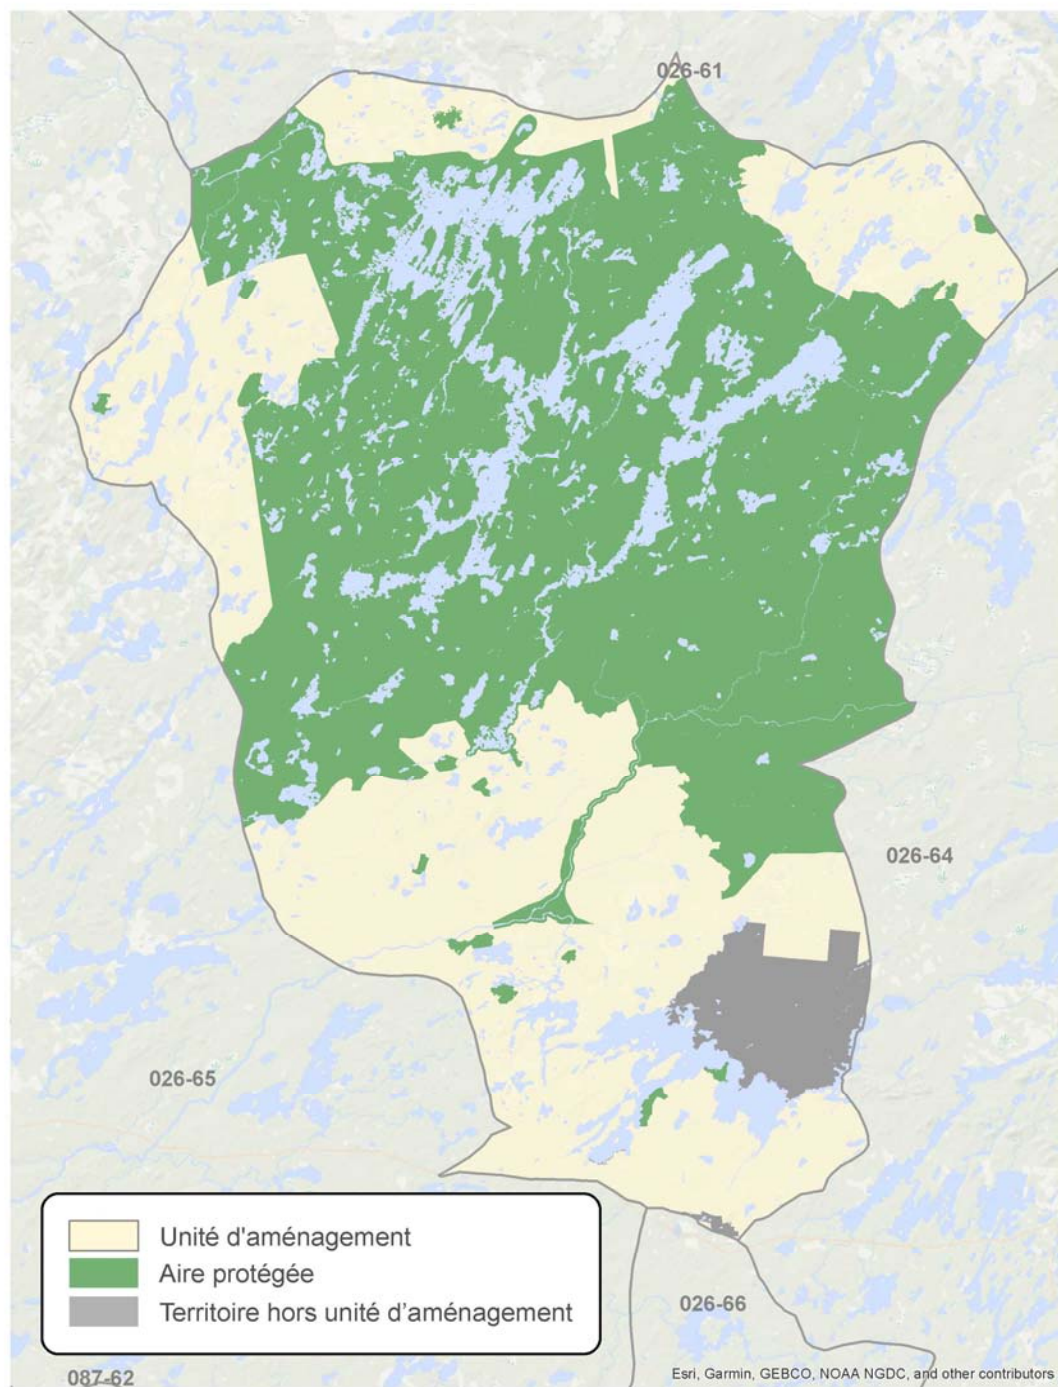 026-61
026-64
026-65
Unité d'aménagement
Aire protégée
Territoire hors unité d’aménagement
026-66
087-62
Esri, Garmin, GEBCO, NOAA NGDC, and other contributors